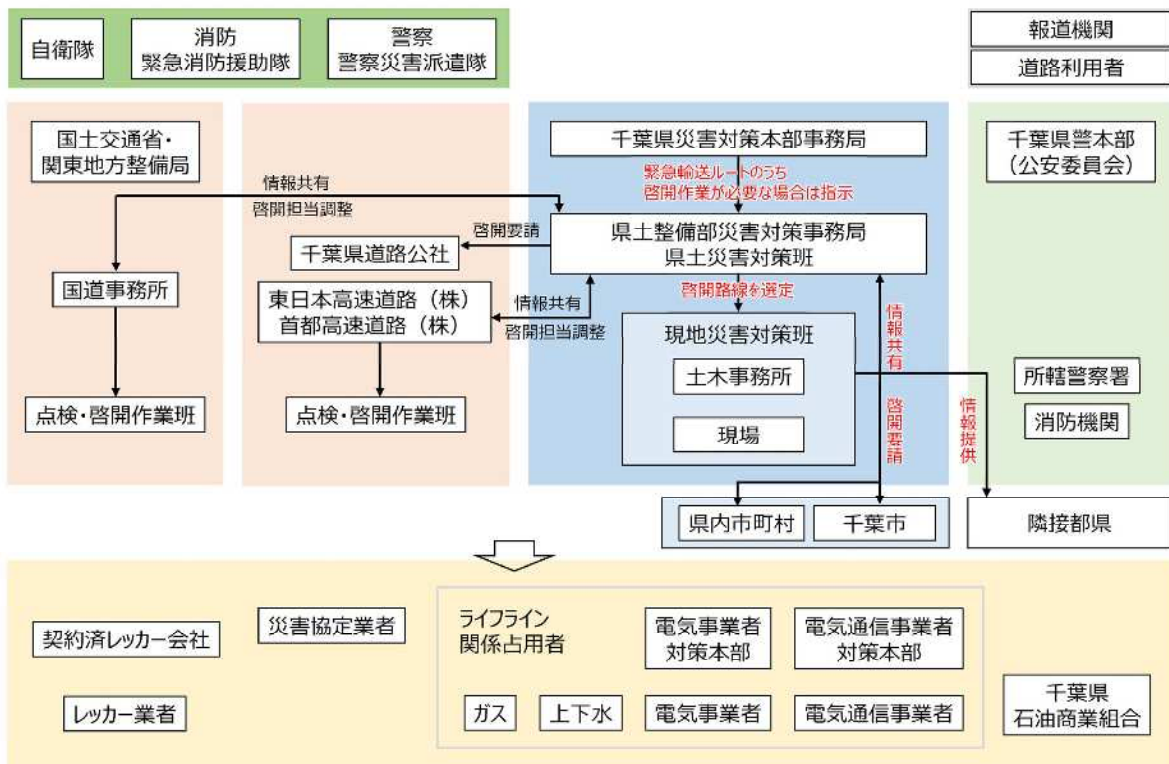 自衛隊
消防
緊急消防援助隊
警察
警察災害派遣隊
報道機関
道路利用者
国土交通省・
関東地方整備局
千葉県災害対策本部事務局
千葉県警本部
（公安委員会）
緊急輸送ルートのうち
啓開作業が必要な場合は指示
情報共有
啓開担当調整
県土整備部災害対策事務局
県土災害対策班
啓開要請
千葉県道路公社
国道事務所
東日本高速道路（株）
首都高速道路（株）
情報共有
啓開担当調整
啓開路線を選定
現地災害対策班
土木事務所
現場
情報共有
啓開要請
情報提供
所轄警察署
消防機関
点検・啓開作業班
点検・啓開作業班
県内市町村
千葉市
隣接都県
契約済レッカー会社
災害協定業者
ライフライン
関係占用者
電気事業者
対策本部
電気通信事業者
対策本部
レッカー業者
ガス
上下水
電気事業者
電気通信事業者
千葉県
石油商業組合